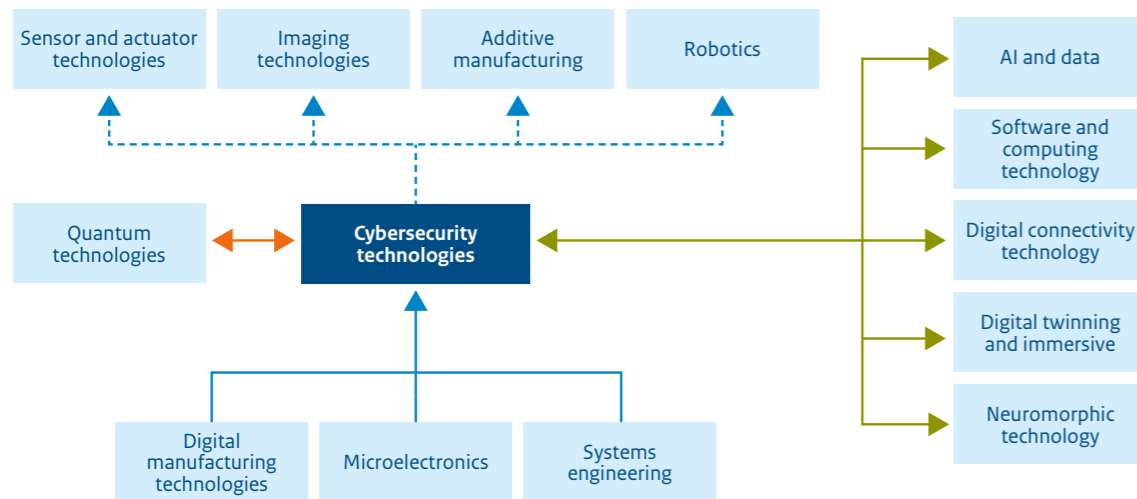 Sensor and actuator
technologies
Imaging
technologies
Additive
manufacturing
Robotics
AI and data
Software and
computing
technology
Quantum
technologies
Cybersecurity
technologies
Digital connectivity
technology
Digital twinning
and immersive
Digital
manufacturing
technologies
Microelectronics
Systems
engineering
Neuromorphic
technology